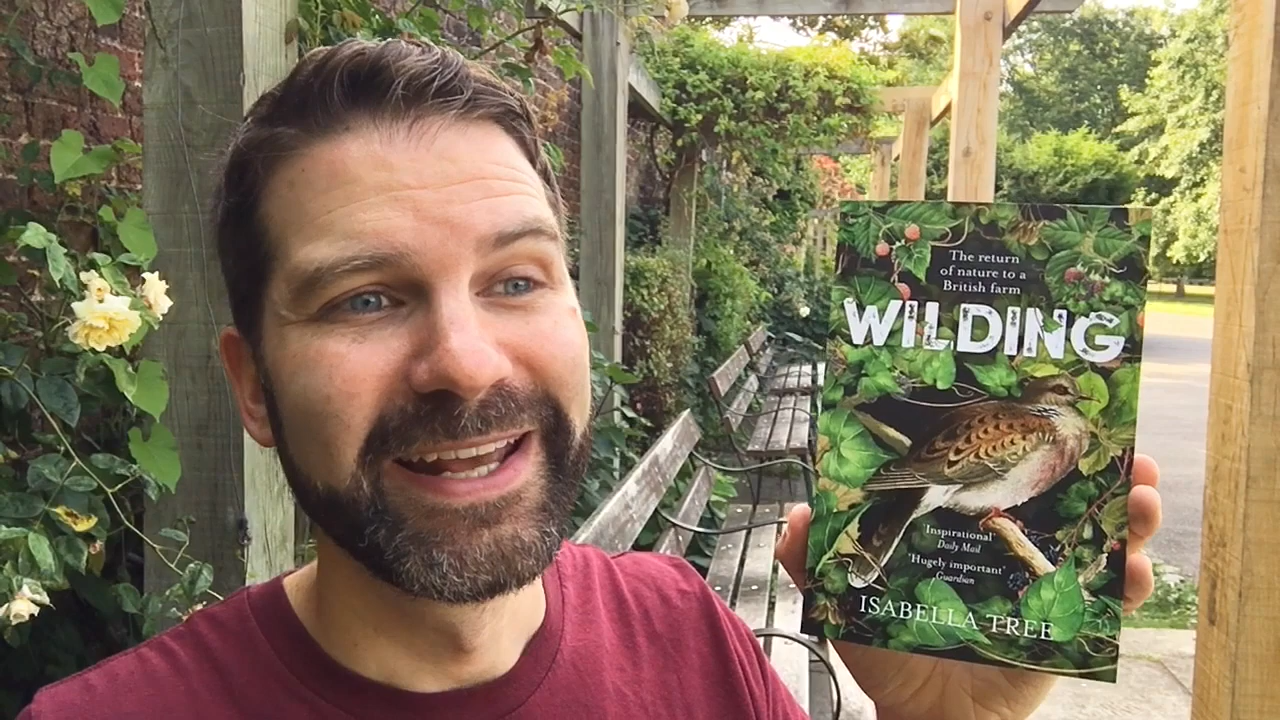 The return
of nature to a
British farm
WILDING
'Inspirational'
Daily Mail
'Hugely important'
Guardian
ISABELLA TREE